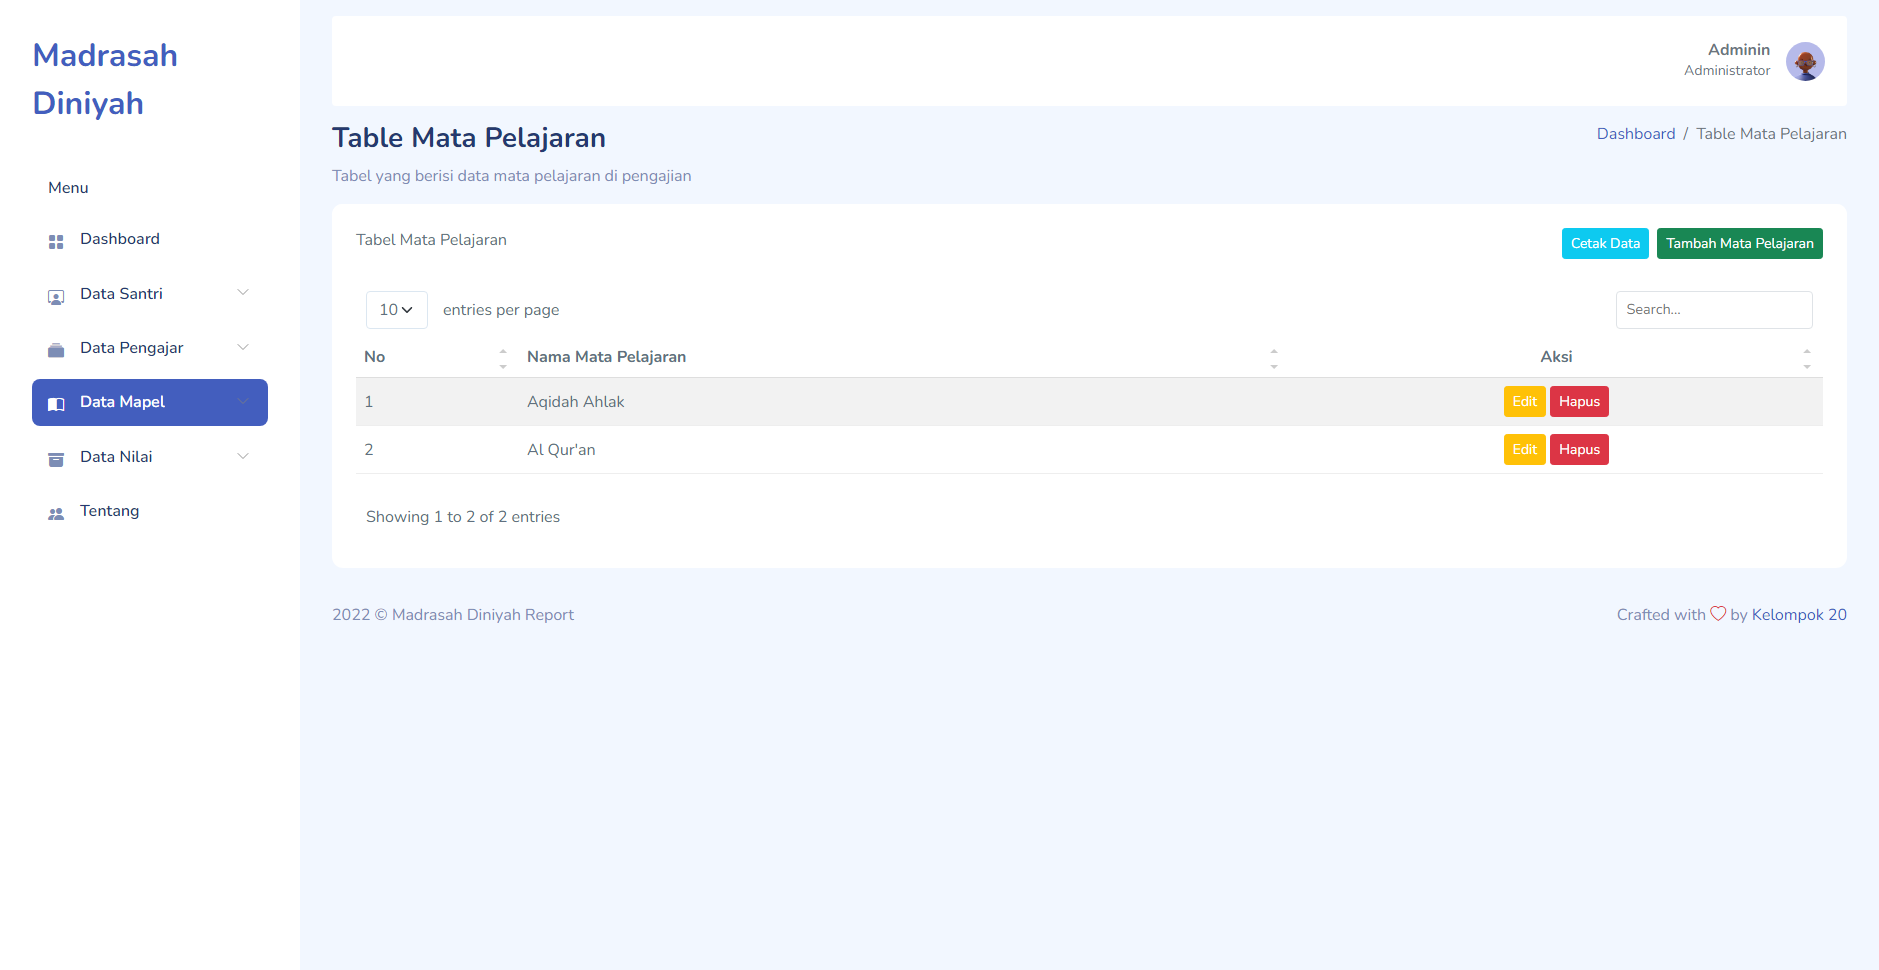 Madrasah
Diniyah
Menu
Dashboard
Data Santri
Data Pengajar
Data Mapel
Data Nilai
Tentang
Adminin
Administrator
Table Mata Pelajaran
Dashboard / Table Mata Pelajaran
Tabel yang berisi data mata pelajaran di pengajian
Tabel Mata Pelajaran
Cetak Data Tambah Mata Pelajaran
10 entries per page
Search...
No Nama Mata Pelajaran Aksi
1 Aqidah Ahlak Edit Hapus
2 Al Qur'an Edit Hapus
Showing 1 to 2 of 2 entries
2022 © Madrasah Diniyah Report
Crafted with ♡ by Kelompok 20